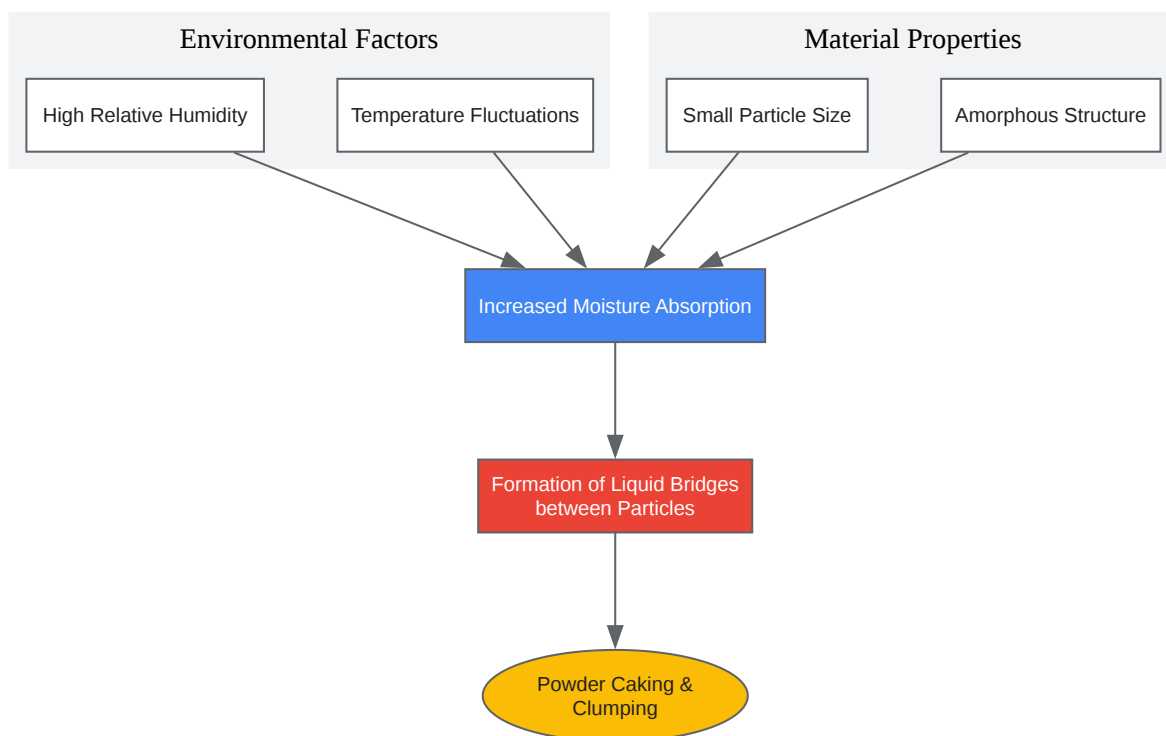 Environmental Factors
Material Properties
High Relative Humidity
Temperature Fluctuations
Small Particle Size
Amorphous Structure
Increased Moisture Absorption
Formation of Liquid Bridges
between Particles
Powder Caking &
Clumping